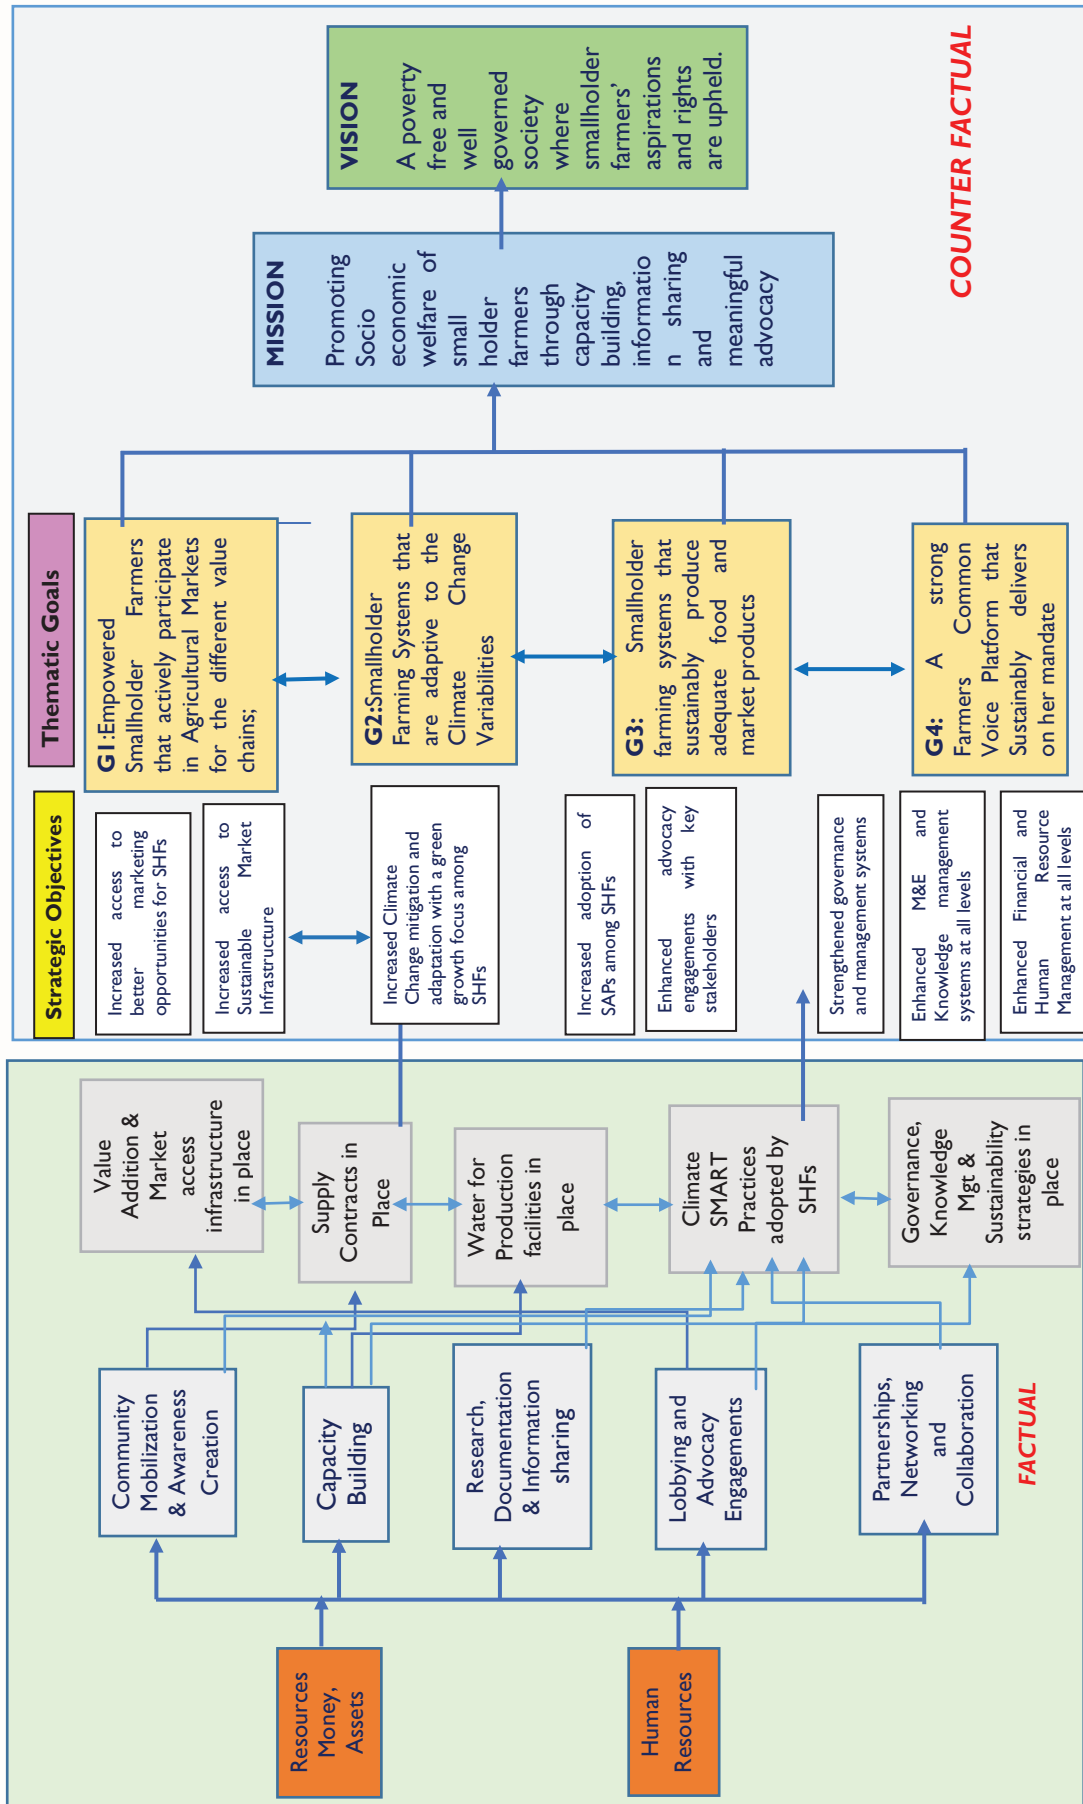 Resources
Money,
Assets
Human
Resources
Community
Mobilization
& Awareness
Creation
Capacity
Building
Research,
Documentation
& Information
sharing
Lobbying and
Advocacy
Engagements
Partnerships,
Networking
and
Collaboration
FACTUAL
Value
Addition &
Market
access
infrastructure
in place
Supply
Contracts in
Place
Water for
Production
facilities in
place
Climate
SMART
Practices
adopted by
SHFs
Governance,
Knowledge
Mgt &
Sustainability
strategies in
place
Strategic Objectives
Increased access to
better marketing
opportunities for SHFs
Increased access to
Sustainable Market
Infrastructure
Increased Climate
Change mitigation and
adaptation with a green
growth focus among
SHFs
Increased adoption of
SAPs among SHFs
Enhanced advocacy
engagements with key
stakeholders
Strengthened governance
and management systems
Enhanced M&E and
Knowledge management
systems at all levels
Enhanced Financial and
Human Resource
Management at all levels
Thematic Goals
G1:Empowered
Smallholder Farmers
that actively participate
in Agricultural Markets
for the different value
chains;
G2:Smallholder
Farming Systems that
are adaptive to the
Climate Change
Variabilities
G3: Smallholder
farming systems that
sustainably produce
adequate food and
market products
G4: A strong
Farmers Common
Voice Platform that
Sustainably delivers
on her mandate
MISSION
Promoting
Socio
economic
welfare of
small
holder
farmers
through
capacity
building,
informatio
n sharing
and
meaningful
advocacy
VISION
A poverty
free and
well
governed
society
where
smallholder
farmers’
aspirations
and rights
are upheld.
COUNTER FACTUAL